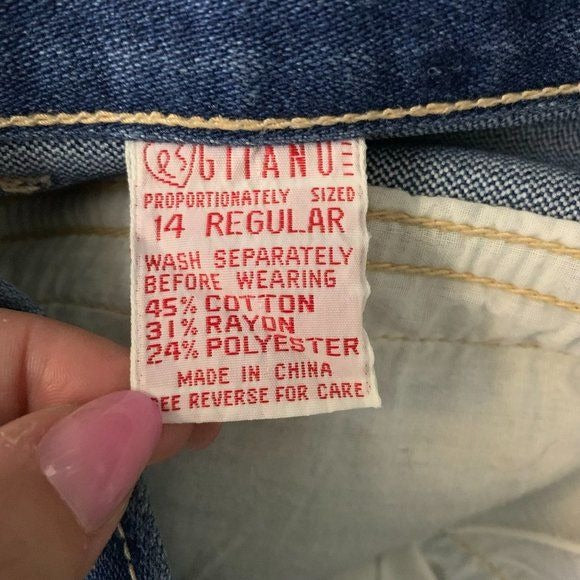 GITANO
PROPORTIONATELY SIZED
14 REGULAR
WASH SEPARATELY
BEFORE WEARING
45% COTTON
31% RAYON
24% POLYESTER
MADE IN CHINA
SEE REVERSE FOR CARE